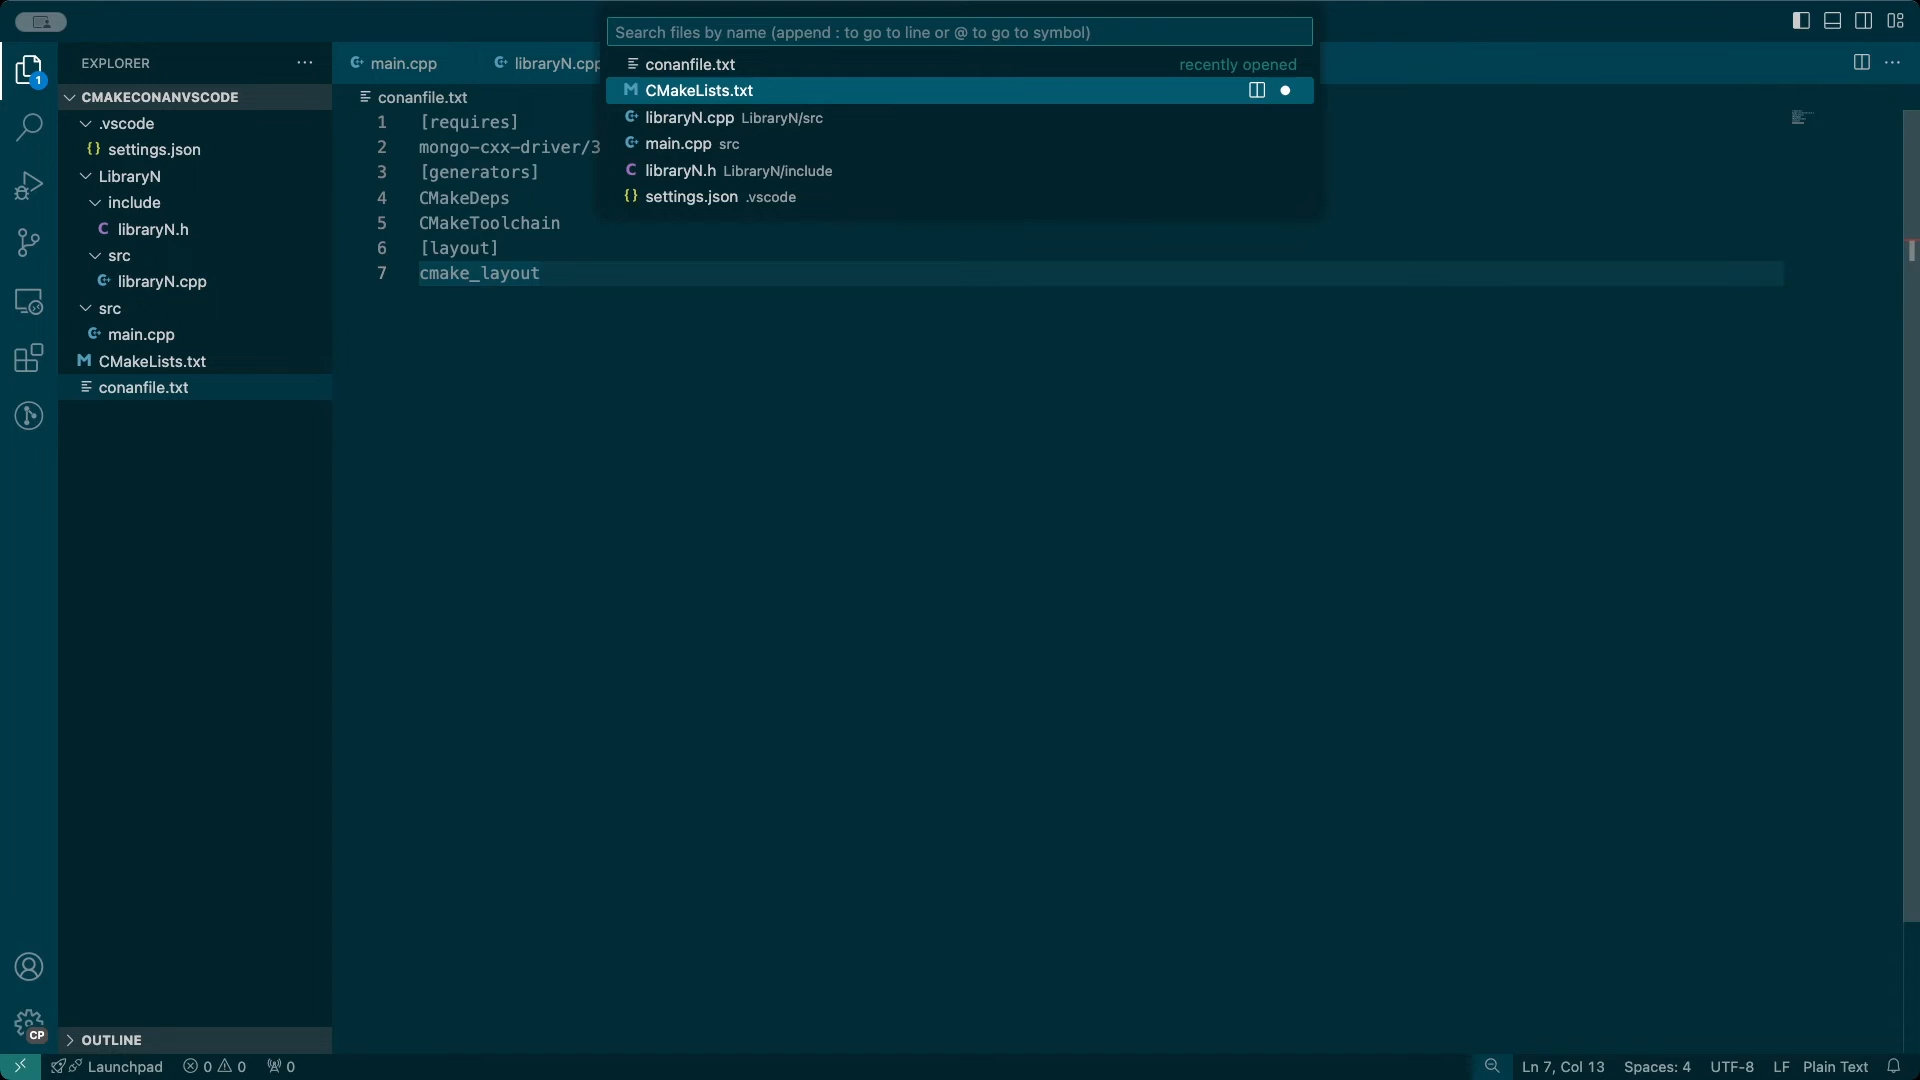 Search files by name (append : to go to line or @ to go to symbol)
conanfile.txt recently opened
CMakeLists.txt
libraryN.cpp LibraryN/src
main.cpp src
libraryN.h LibraryN/include
settings.json .vscode
EXPLORER
1
CMAKECONANVSCODE
.vscode
{} settings.json
LibraryN
include
C libraryN.h
src
libraryN.cpp
src
main.cpp
M CMakeLists.txt
conanfile.txt
OUTLINE
main.cpp
libraryN.cpp
conanfile.txt
1 [requires]
2 mongo-cxx-driver/3
3 [generators]
4 CMakeDeps
5 CMakeToolchain
6 [layout]
7 cmake_layout
CP
Launchpad 0 0 0
Ln 7, Col 13 Spaces: 4 UTF-8 LF Plain Text